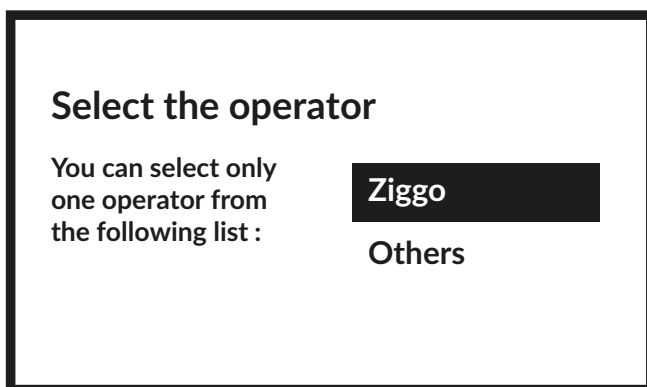 Select the operator
You can select only
one operator from
the following list :
Ziggo
Others